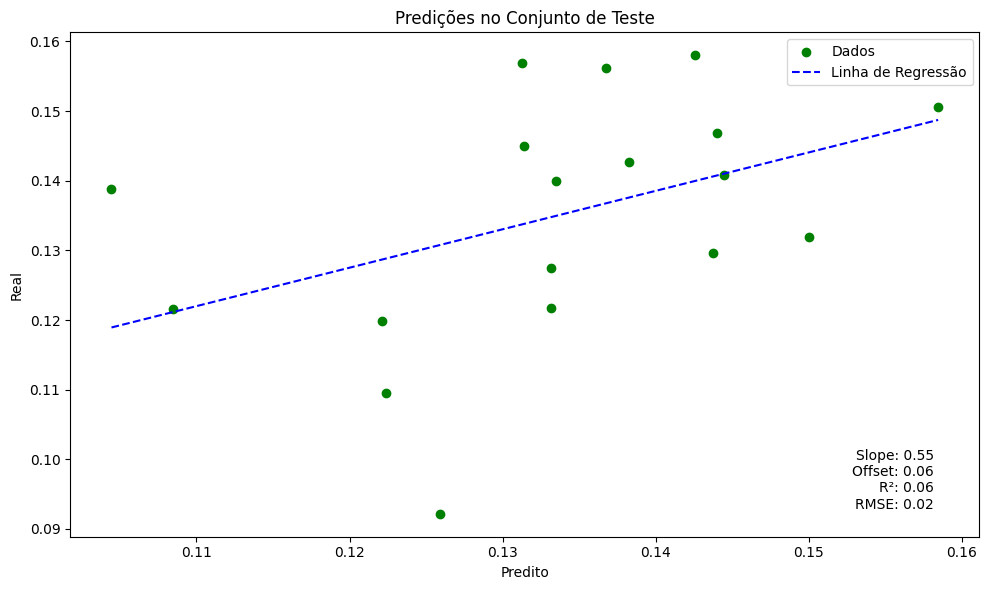 Predições no Conjunto de Teste
Dados
Linha de Regressão
Real
0.16
0.15
0.14
0.13
0.12
0.11
0.10
0.09
Slope: 0.55
Offset: 0.06
R²: 0.06
RMSE: 0.02
0.11
0.12
0.13
0.14
0.15
0.16
Predito